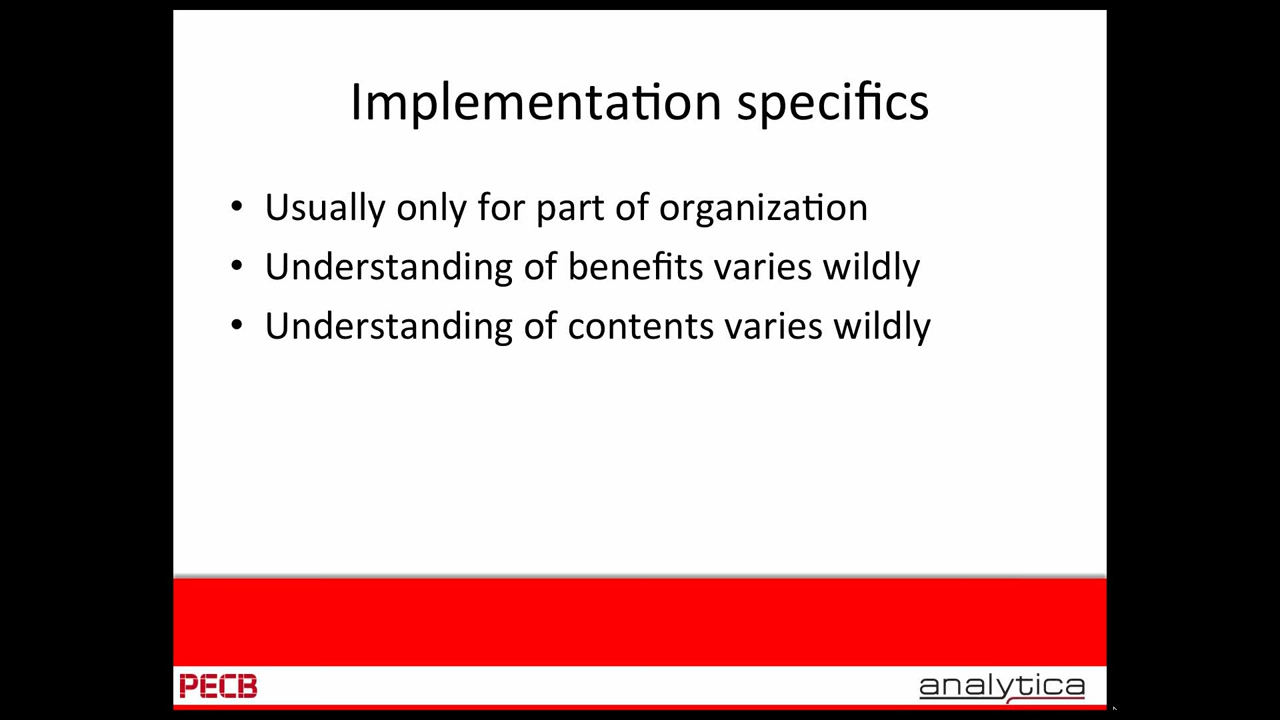 Implementation specifics
• Usually only for part of organization
• Understanding of benefits varies wildly
• Understanding of contents varies wildly
PECB
analytica